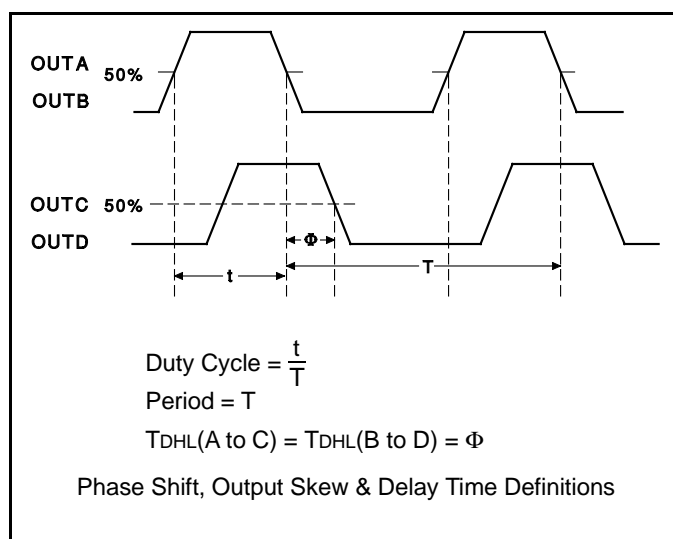 OUTA 50%
OUTB
OUTC 50%
OUTD
Φ
t
T
Duty Cycle = t/T
Period = T
TDHL(A to C) = TDHL(B to D) = Φ
Phase Shift, Output Skew & Delay Time Definitions